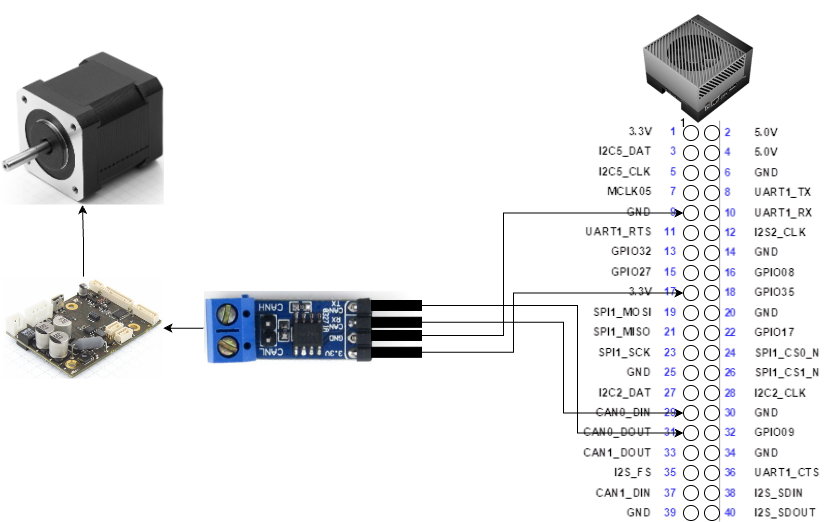 1
3.3V 1 2 5.0V
I2C5_DAT 3 4 5.0V
I2C5_CLK 5 6 GND
MCLK05 7 8 UART1_TX
GND 9 10 UART1_RX
UART1_RTS 11 12 I2S2_CLK
GPIO32 13 14 GND
GPIO27 15 16 GPIO08
3.3V 17 18 GPIO35
SPI1_MOSI 19 20 GND
SPI1_MISO 21 22 GPIO17
SPI1_SCK 23 24 SPI1_CS0_N
GND 25 26 SPI1_CS1_N
I2C2_DAT 27 28 I2C2_CLK
CAN0_DIN 29 30 GND
CAN0_DOUT 31 32 GPIO09
CAN1_DOUT 33 34 GND
I2S_FS 35 36 UART1_CTS
CAN1_DIN 37 38 I2S_SDIN
GND 39 40 I2S_SDOUT
CANH
CANL
CAN TX
CAN RX
GND
3.3V